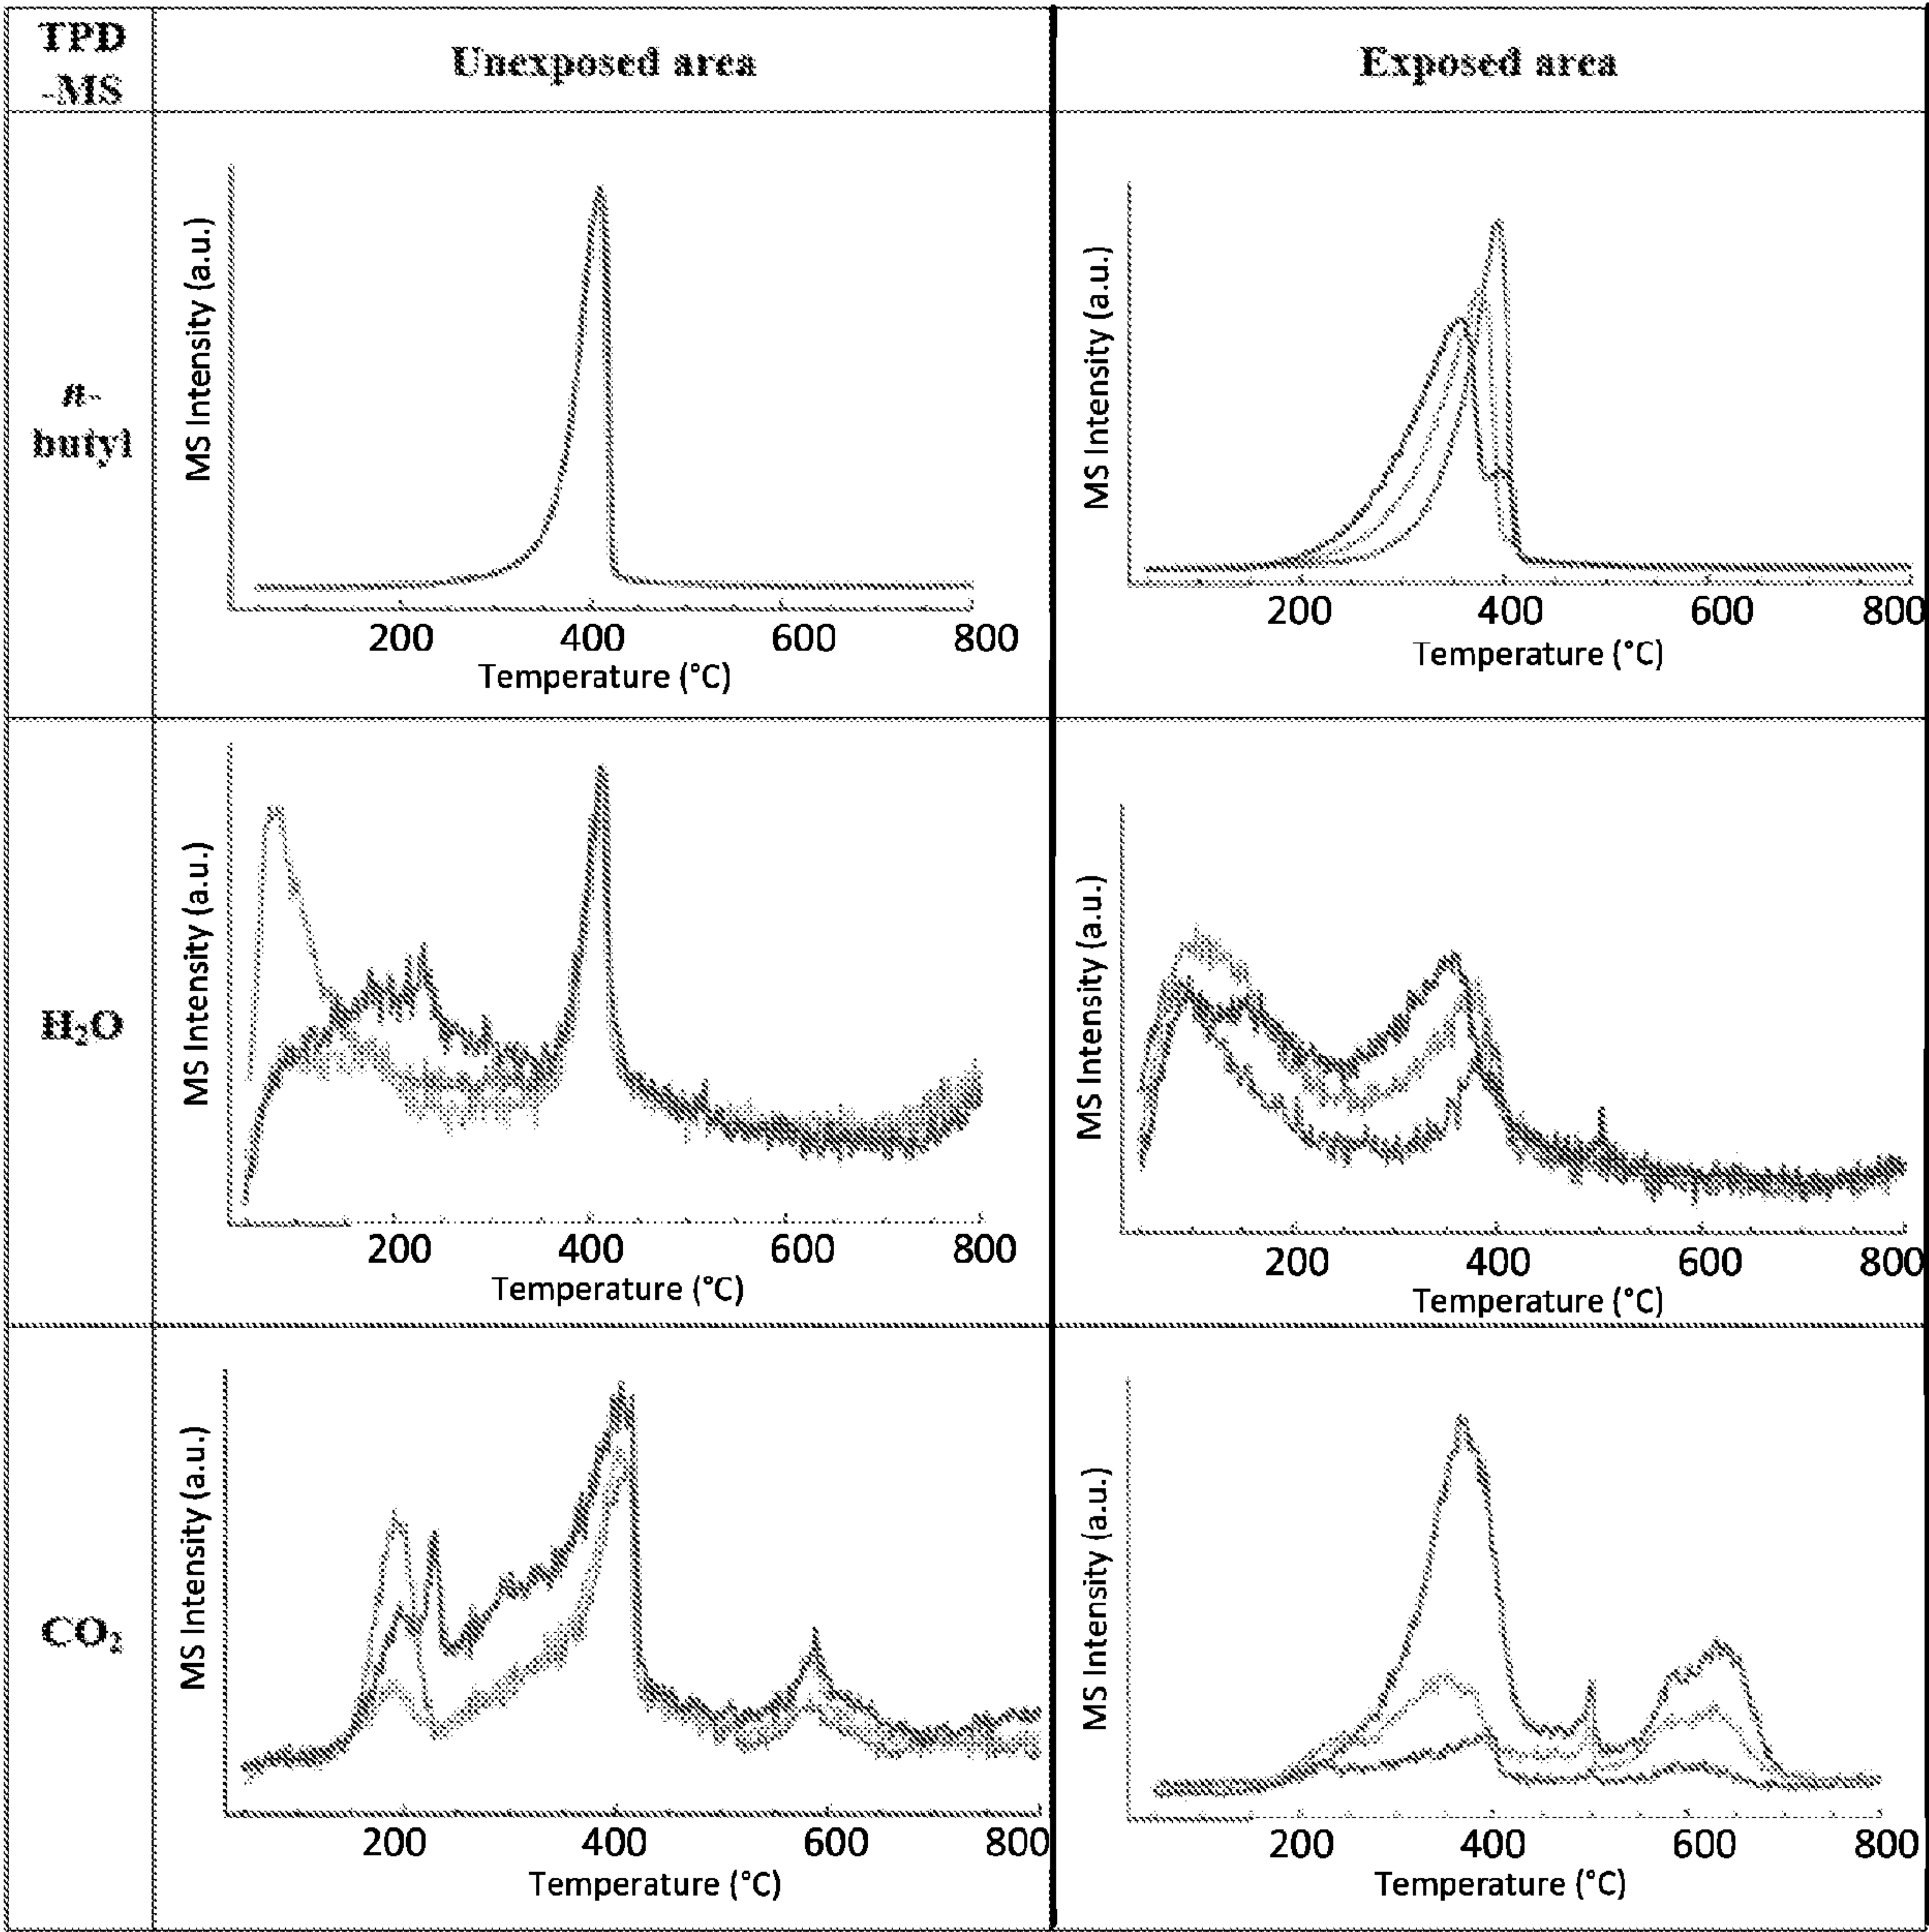 TPD
-MS
Unexposed area
Exposed area
n-
butyl
MS Intensity (a.u.)
200 400 600 800
Temperature (°C)
MS Intensity (a.u.)
200 400 600 800
Temperature (°C)
H₂O
MS Intensity (a.u.)
200 400 600 800
Temperature (°C)
MS Intensity (a.u.)
200 400 600 800
Temperature (°C)
CO₂
MS Intensity (a.u.)
200 400 600 800
Temperature (°C)
MS Intensity (a.u.)
200 400 600 800
Temperature (°C)